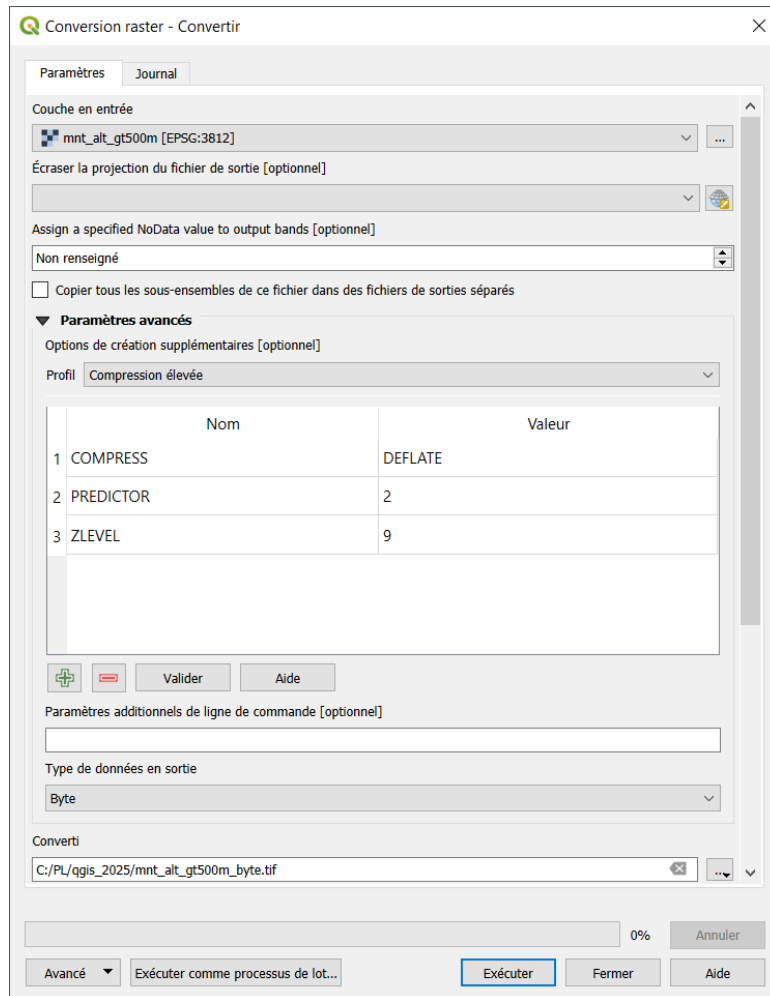 Conversion raster - Convertir
Paramètres Journal
Couche en entrée
mnt_alt_gt500m [EPSG:3812]
...
Écraser la projection du fichier de sortie [optionnel]
Assign a specified NoData value to output bands [optionnel]
Non renseigné
Copier tous les sous-ensembles de ce fichier dans des fichiers de sorties séparés
Paramètres avancés
Options de création supplémentaires [optionnel]
Profil Compression élevée
Nom Valeur
1 COMPRESS DEFLATE
2 PREDICTOR 2
3 ZLEVEL 9
Valider Aide
Paramètres additionnels de ligne de commande [optionnel]
Type de données en sortie
Byte
Converti
C:/PL/qgis_2025/mnt_alt_gt500m_byte.tif ...
0% Annuler
Avancé Exécuter comme processus de lot... Exécuter Fermer Aide